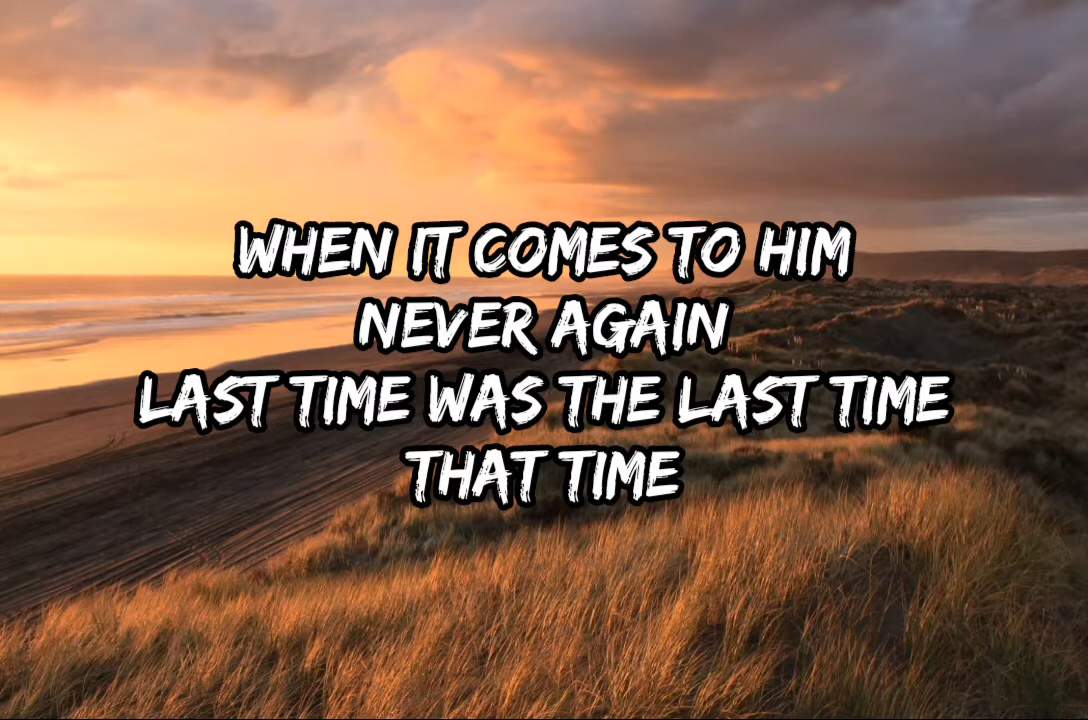 WHEN IT COMES TO HIM
NEVER AGAIN
LAST TIME WAS THE LAST TIME
THAT TIME